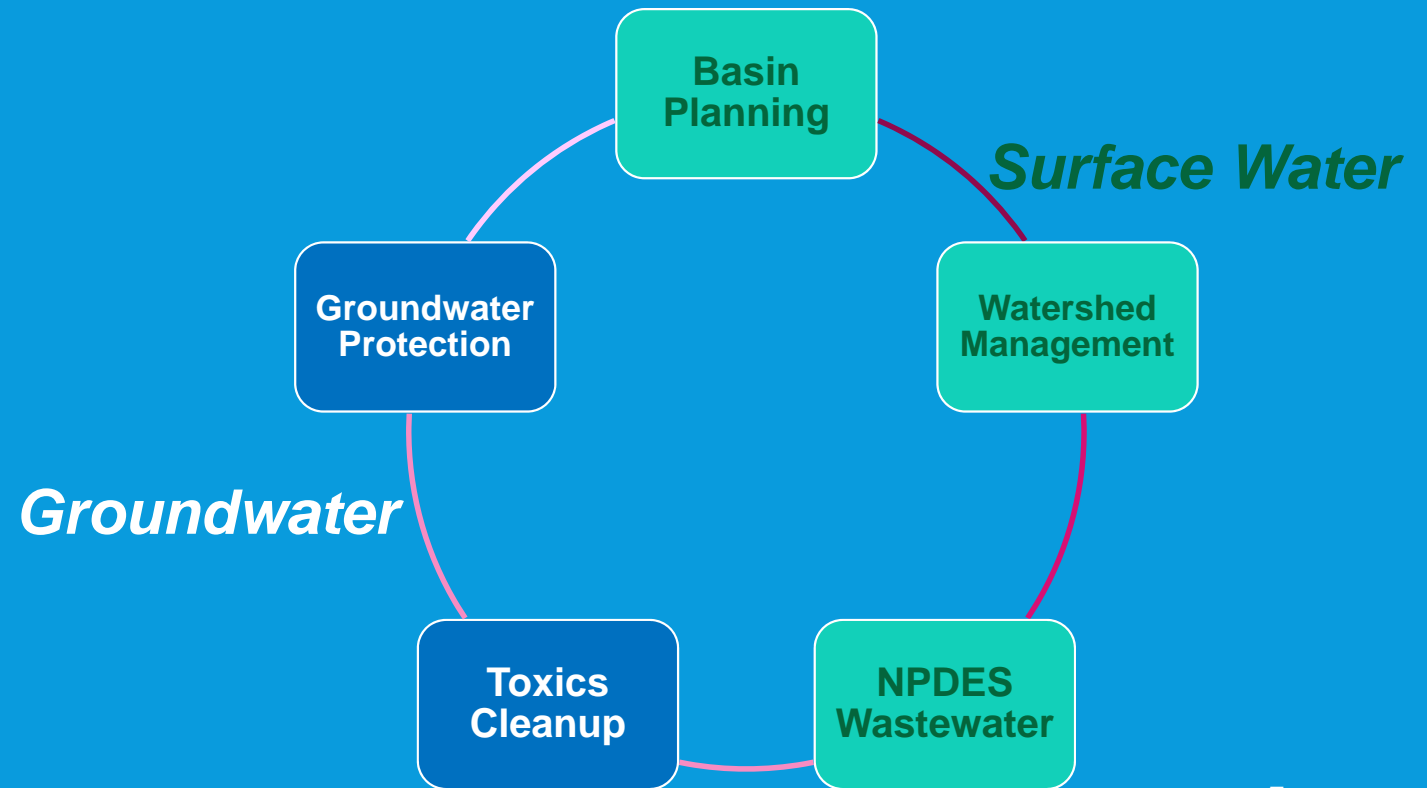 Basin
Planning
Surface Water
Groundwater
Protection
Watershed
Management
Groundwater
Toxics
Cleanup
NPDES
Wastewater